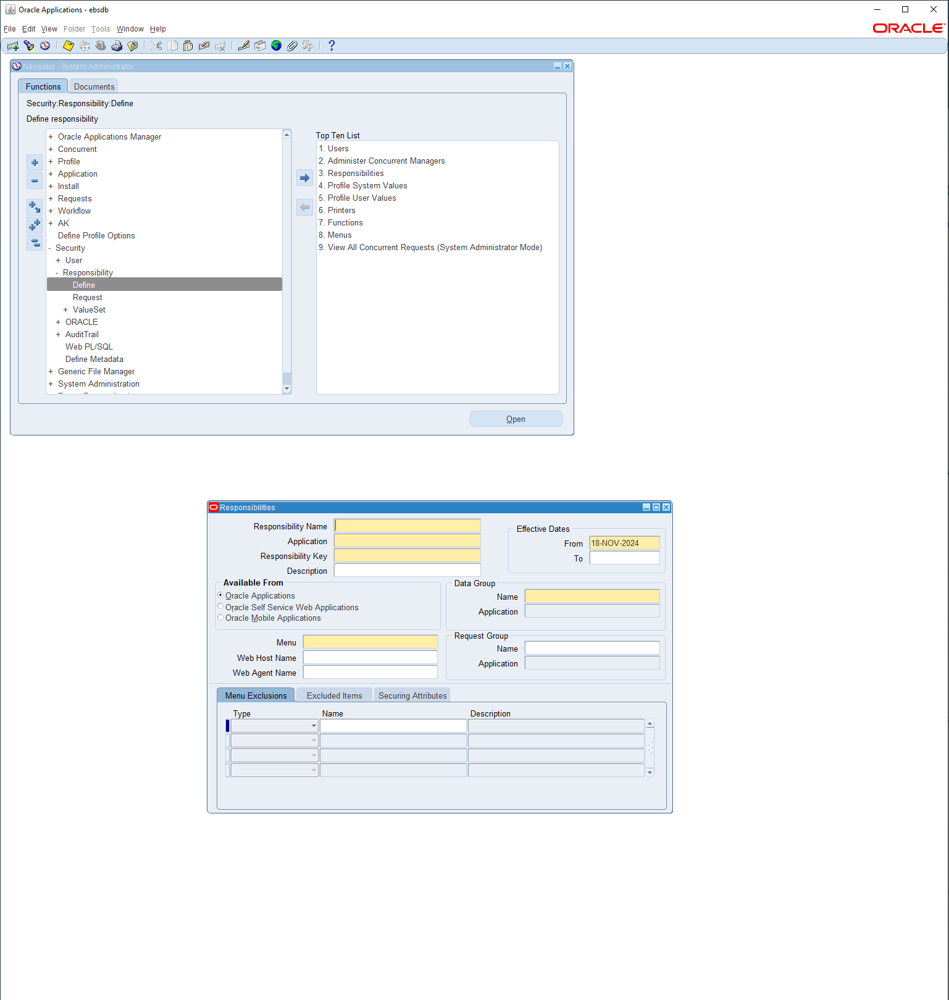 Oracle Applications - ebsdb
File Edit View Folder Tools Window Help
ORACLE
Navigator - System Administrator
Functions Documents
Security:Responsibility:Define
Define responsibility
+ Oracle Applications Manager
+ Concurrent
+ Profile
+ Application
+ Install
+ Requests
+ Workflow
+ AK
Define Profile Options
- Security
+ User
- Responsibility
Define
Request
+ ValueSet
+ ORACLE
+ AuditTrail
Web PL/SQL
Define Metadata
+ Generic File Manager
+ System Administration
Top Ten List
1. Users
2. Administer Concurrent Managers
3. Responsibilities
4. Profile System Values
5. Profile User Values
6. Printers
7. Functions
8. Menus
9. View All Concurrent Requests (System Administrator Mode)
Open
Responsibilities
Responsibility Name
Application
Responsibility Key
Description
Effective Dates
From 18-NOV-2024
To
Available From
Oracle Applications
Oracle Self Service Web Applications
Oracle Mobile Applications
Data Group
Name
Application
Menu
Web Host Name
Web Agent Name
Request Group
Name
Application
Menu Exclusions Excluded Items Securing Attributes
Type Name Description